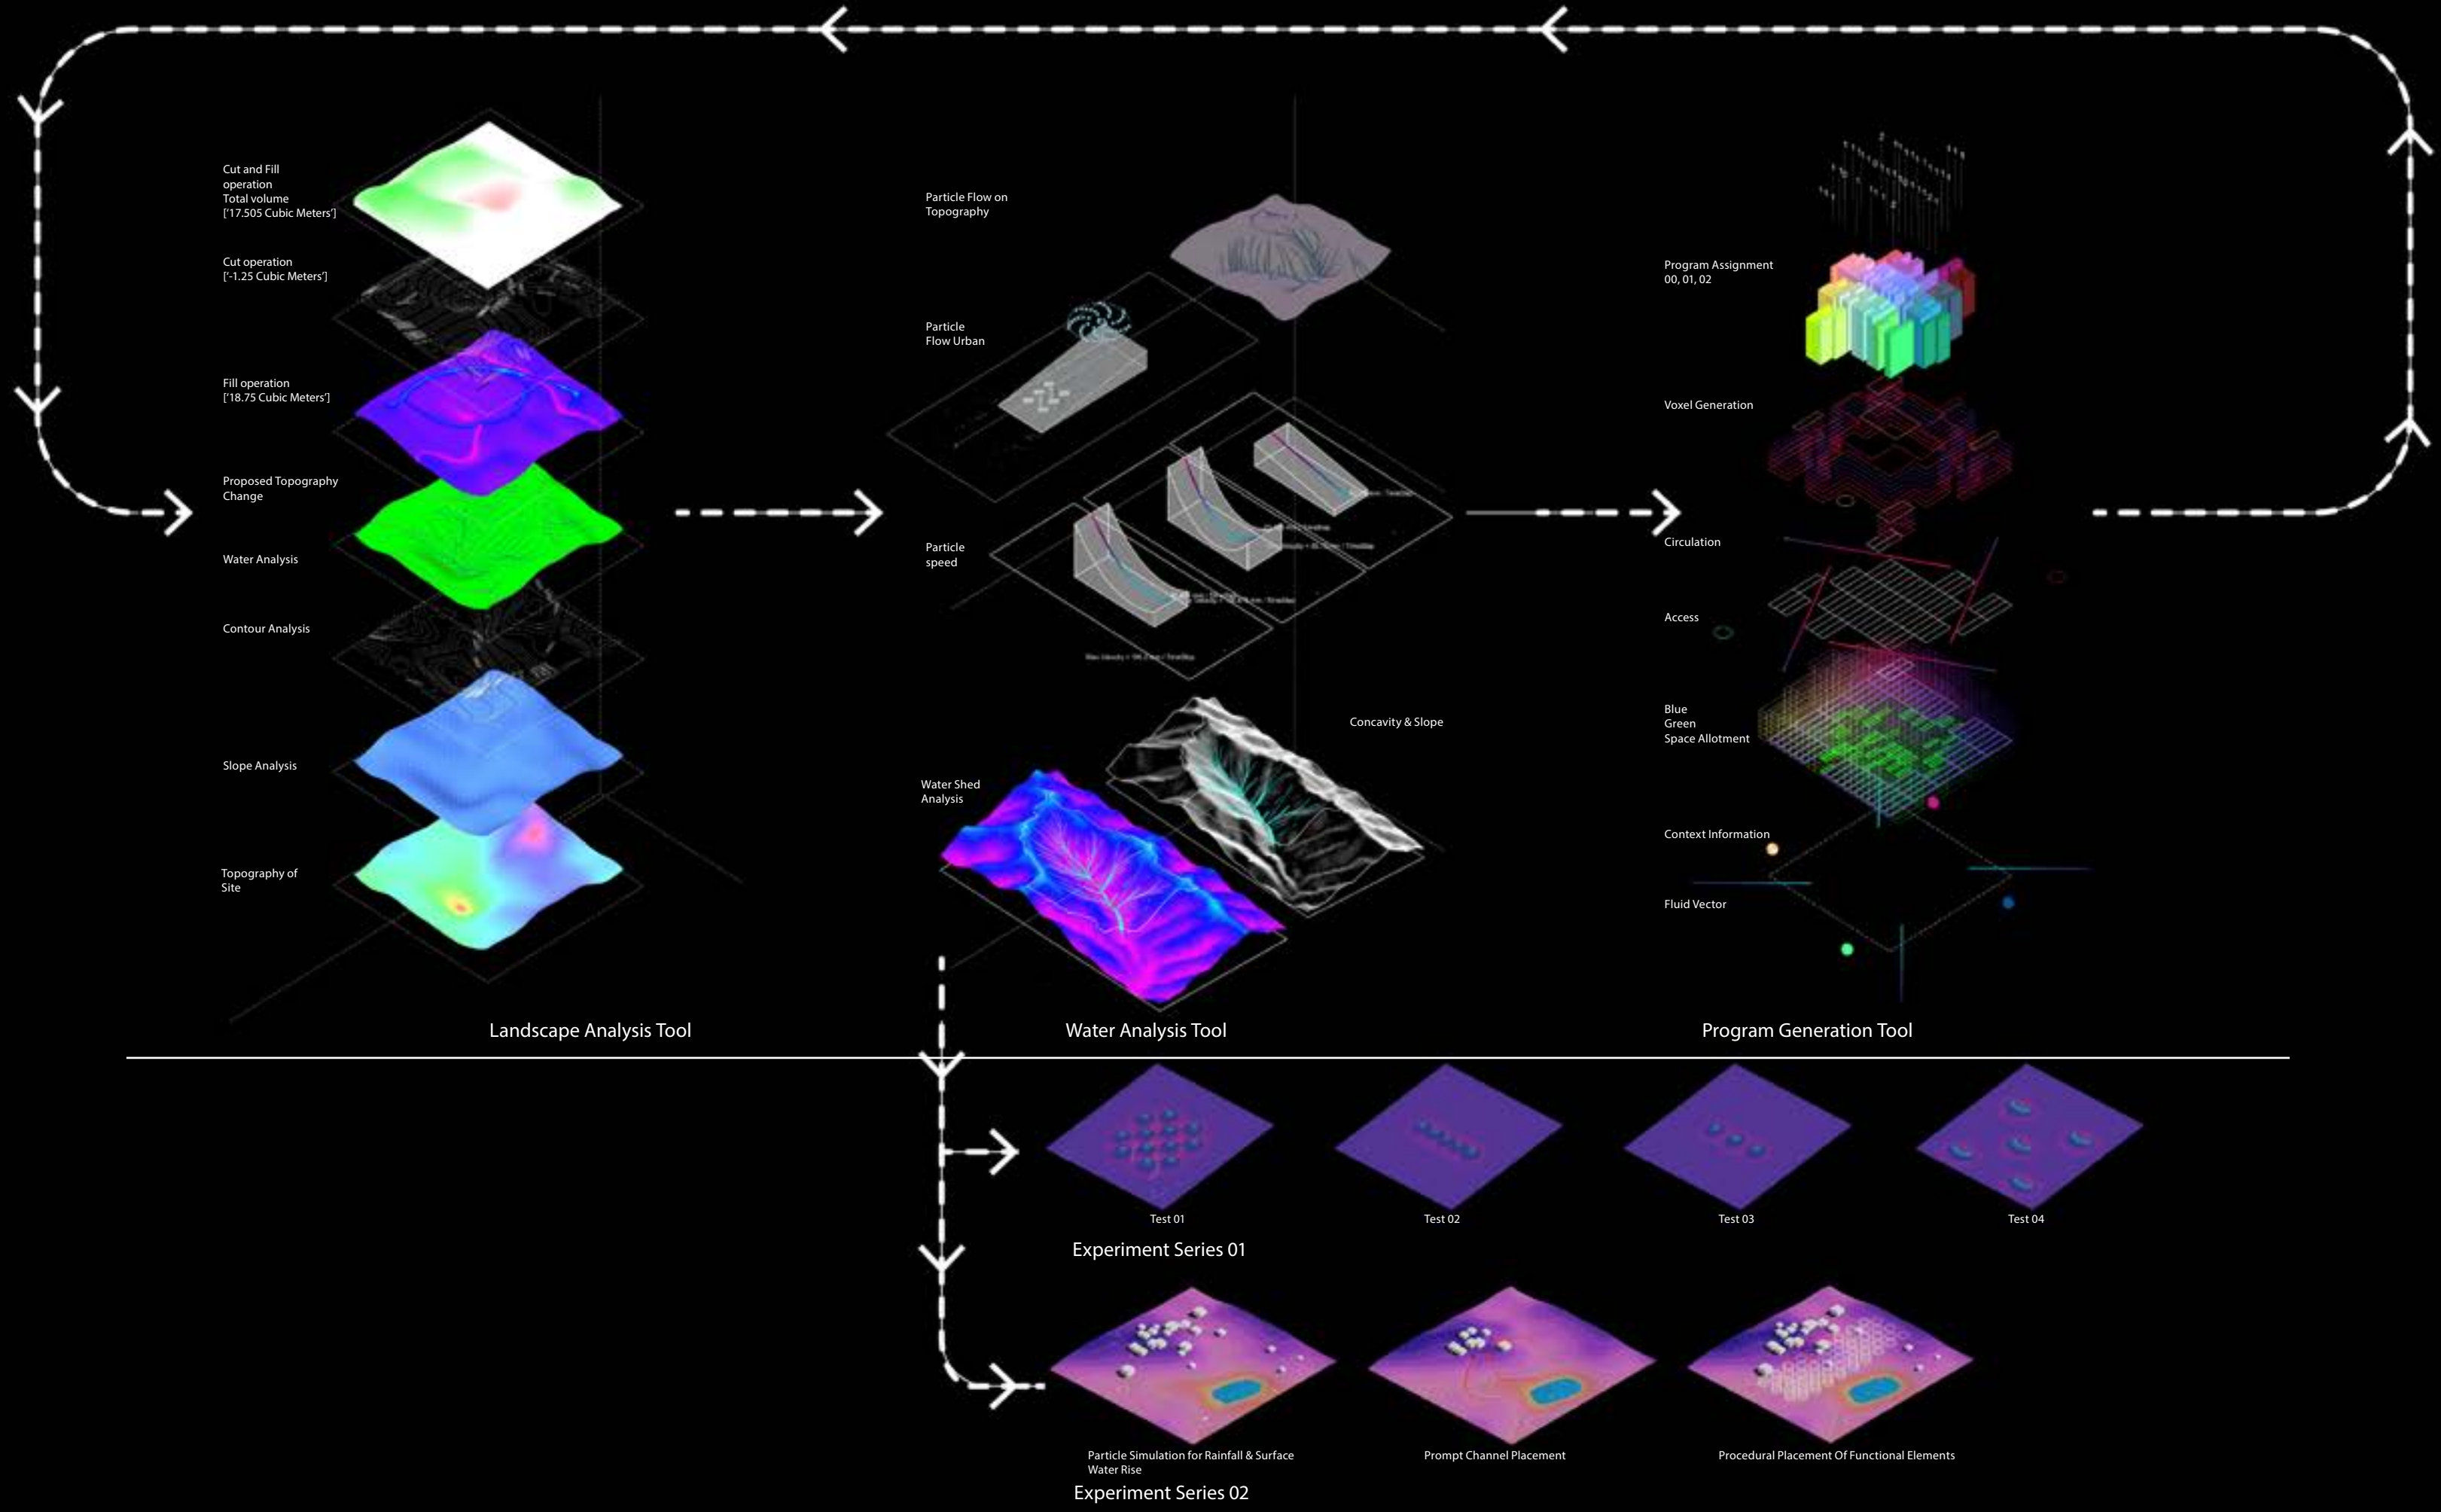 Cut and Fill
operation
Total volume
['17.505 Cubic Meters']
Cut operation
['-1.25 Cubic Meters']
Fill operation
['18.75 Cubic Meters']
Proposed Topography
Change
Water Analysis
Contour Analysis
Slope Analysis
Topography of
Site
Landscape Analysis Tool
Particle Flow on
Topography
Particle
Flow Urban
Particle
speed
Concavity & Slope
Water Shed
Analysis
Water Analysis Tool
Program Assignment
00, 01, 02
Voxel Generation
Circulation
Access
Blue
Green
Space Allotment
Context Information
Fluid Vector
Program Generation Tool
Test 01
Test 02
Test 03
Test 04
Experiment Series 01
Particle Simulation for Rainfall & Surface
Water Rise
Prompt Channel Placement
Procedural Placement Of Functional Elements
Experiment Series 02